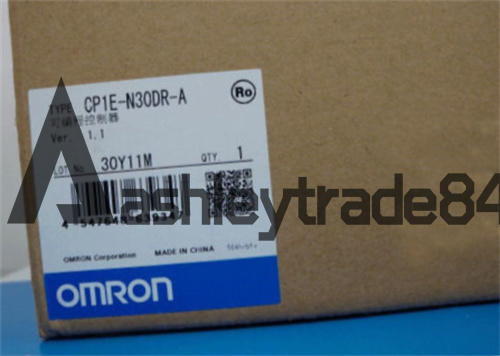 TYPE CP1E-N30DR-A
Ro
可编程控制器
Ver. 1.1
LOT No. 30Y11M QTY. 1
Ashleytrade84
OMRON Corporation MADE IN CHINA
OMRON